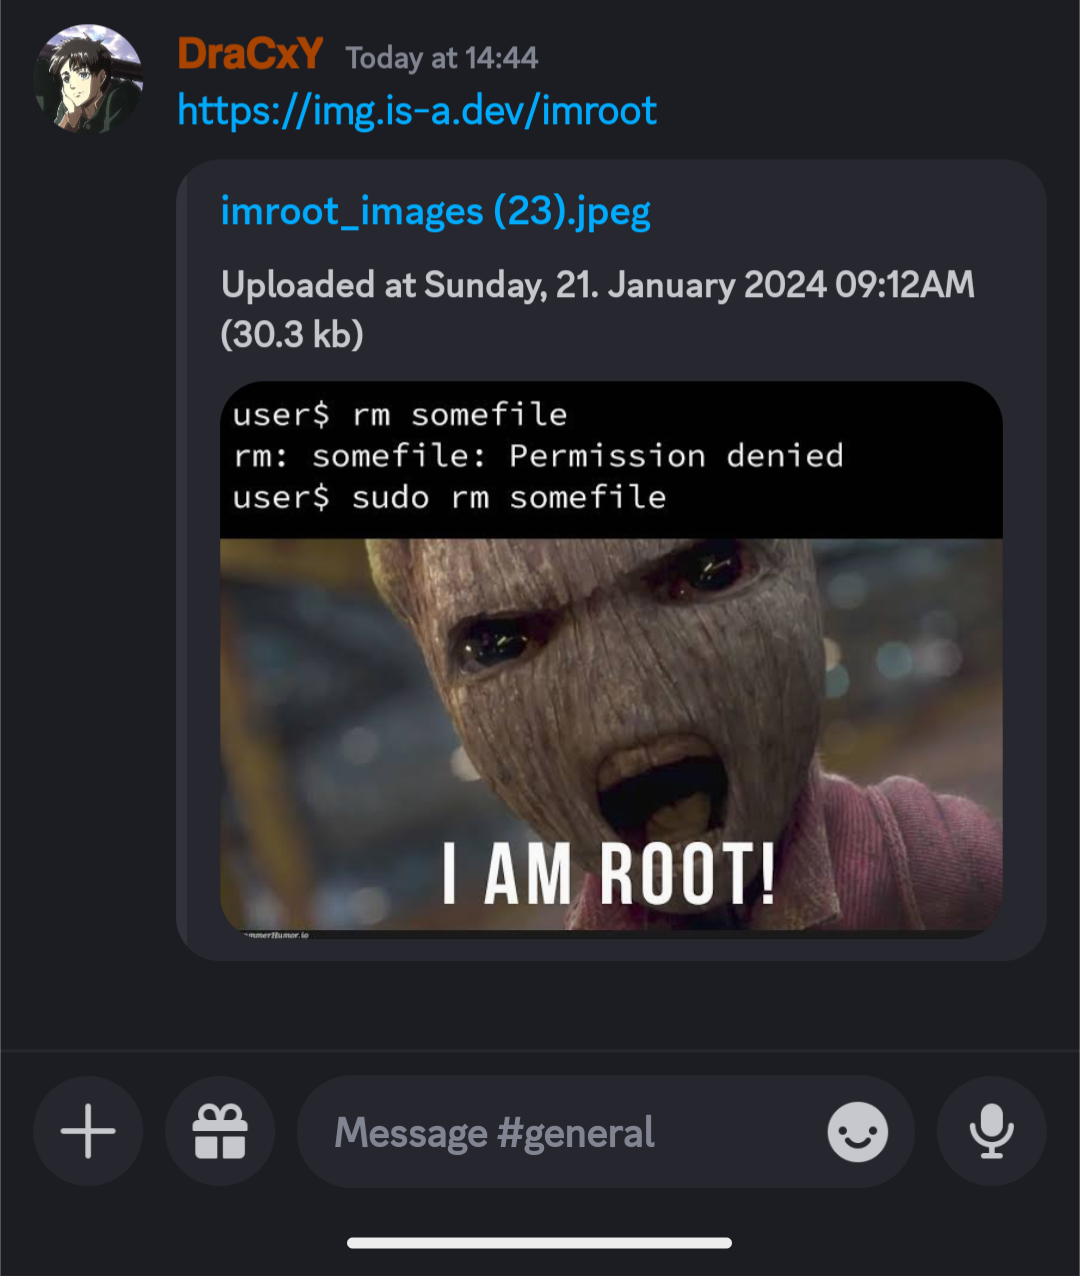 DraCxY Today at 14:44
https://img.is-a.dev/imroot
imroot_images (23).jpeg
Uploaded at Sunday, 21. January 2024 09:12AM
(30.3 kb)
user$ rm somefile
rm: somefile: Permission denied
user$ sudo rm somefile
I AM ROOT!
mmerHumor.io
Message #general